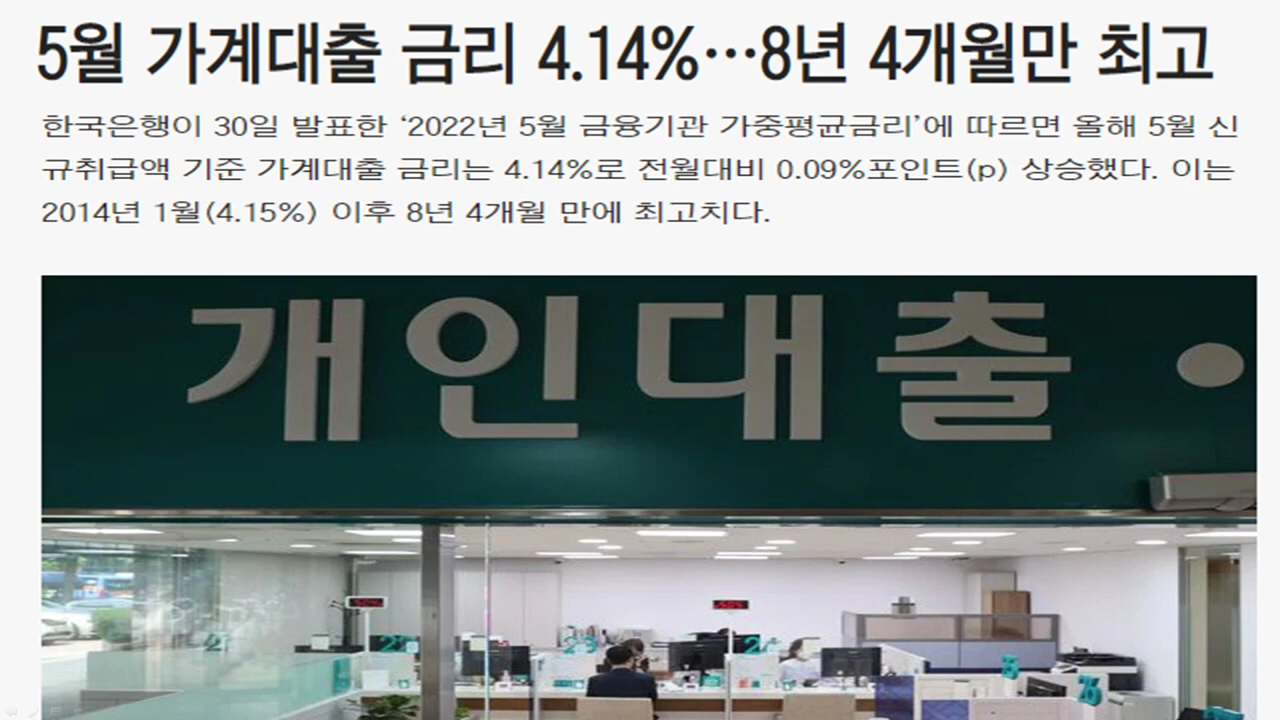 5월 가계대출 금리 4.14%…8년 4개월만 최고
한국은행이 30일 발표한 ‘2022년 5월 금융기관 가중평균금리’에 따르면 올해 5월 신
규취급액 기준 가계대출 금리는 4.14%로 전월대비 0.09%포인트(p) 상승했다. 이는
2014년 1월(4.15%) 이후 8년 4개월 만에 최고치다.
개인대출 •